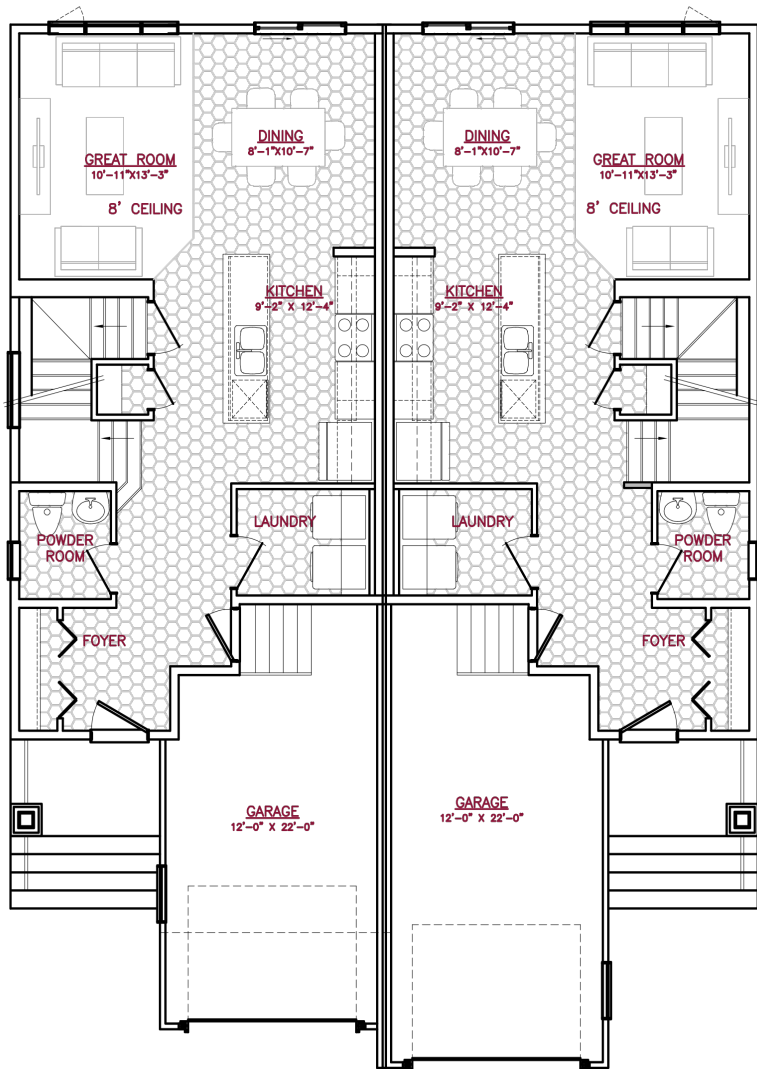 DINING
8'-1"X10'-7"
GREAT ROOM
10'-11"X13'-3"
8' CEILING
KITCHEN
9'-2" X 12'-4"
LAUNDRY
POWDER
ROOM
FOYER
GARAGE
12'-0" X 22'-0"
DINING
8'-1"X10'-7"
GREAT ROOM
10'-11"X13'-3"
8' CEILING
KITCHEN
9'-2" X 12'-4"
LAUNDRY
POWDER
ROOM
FOYER
GARAGE
12'-0" X 22'-0"